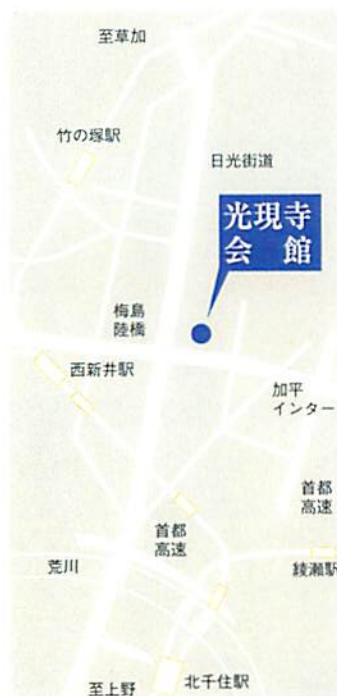 至草加
竹の塚駅
日光街道
光現寺
会　館
梅島
陸橋
西新井駅
加平
インター
首都
高速
首都
高速
荒川
綾瀬駅
北千住駅
至上野